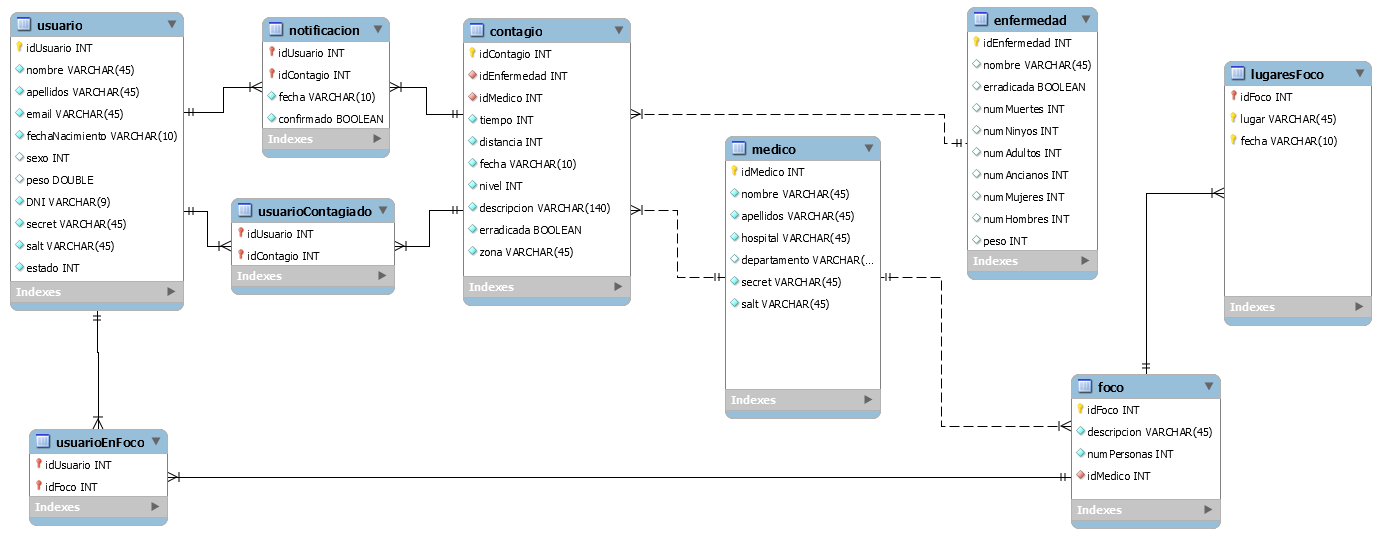 usuario
idUsuario INT
nombre VARCHAR(45)
apellidos VARCHAR(45)
email VARCHAR(45)
fechaNacimiento VARCHAR(10)
sexo INT
peso DOUBLE
DNI VARCHAR(9)
secret VARCHAR(45)
salt VARCHAR(45)
estado INT
Indexes
notificacion
idUsuario INT
idContagio INT
fecha VARCHAR(10)
confirmado BOOLEAN
Indexes
usuarioContagiado
idUsuario INT
idContagio INT
Indexes
contagio
idContagio INT
idEnfermedad INT
idMedico INT
tiempo INT
distancia INT
fecha VARCHAR(10)
nivel INT
descripcion VARCHAR(140)
erradicada BOOLEAN
zona VARCHAR(45)
Indexes
medico
idMedico INT
nombre VARCHAR(45)
apellidos VARCHAR(45)
hospital VARCHAR(45)
departamento VARCHAR(...
secret VARCHAR(45)
salt VARCHAR(45)
Indexes
enfermedad
idEnfermedad INT
nombre VARCHAR(45)
erradicada BOOLEAN
numMuertes INT
numNinyos INT
numAdultos INT
numAncianos INT
numMujeres INT
numHombres INT
peso INT
Indexes
lugaresFoco
idFoco INT
lugar VARCHAR(45)
fecha VARCHAR(10)
Indexes
usuarioEnFoco
idUsuario INT
idFoco INT
Indexes
foco
idFoco INT
descripcion VARCHAR(45)
numPersonas INT
idMedico INT
Indexes